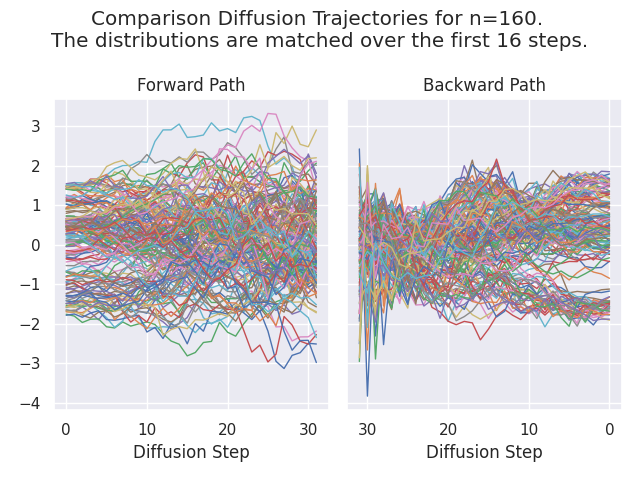 Comparison Diffusion Trajectories for n=160.
The distributions are matched over the first 16 steps.
Forward Path
Backward Path
3
2
1
0
−1
−2
−3
−4
0 10 20 30
30 20 10 0
Diffusion Step
Diffusion Step